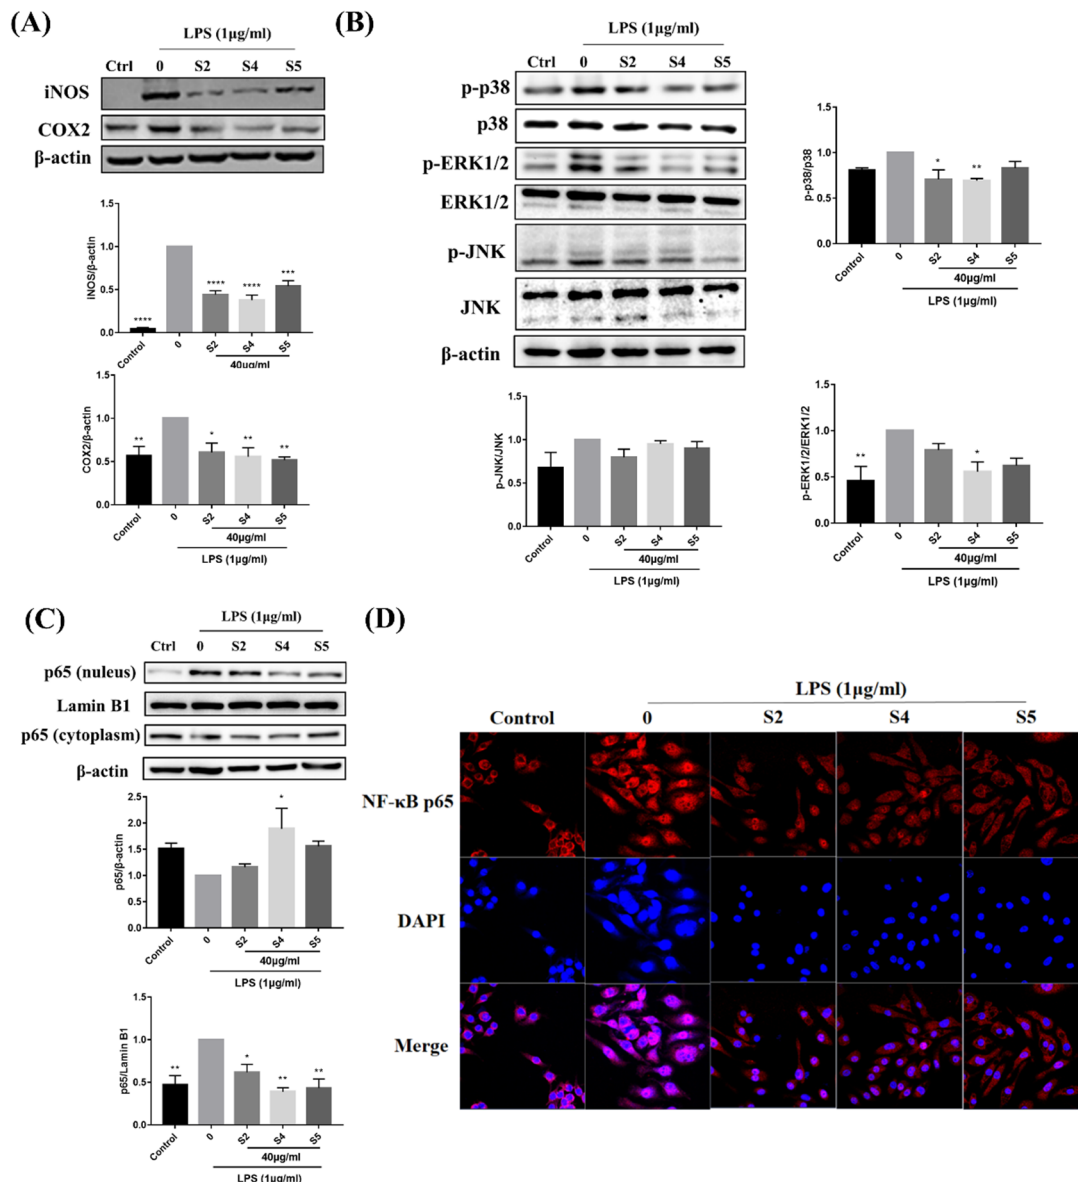 (A)
LPS (1μg/ml)
Ctrl 0 S2 S4 S5
iNOS
COX2
β-actin
iNOS/β-actin
1.5
1.0
0.5
0.0
**** **** **** ***
Control 0 S2 S4 S5
40μg/ml
COX2/β-actin
1.5
1.0
0.5
0.0
** * ** **
Control 0 S2 S4 S5
40μg/ml
LPS (1μg/ml)
(B)
LPS (1μg/ml)
Ctrl 0 S2 S4 S5
p-p38
p38
p-ERK1/2
ERK1/2
p-JNK
JNK
β-actin
p-p38/p38
1.5
1.0
0.5
0.0
* **
Control 0 S2 S4 S5
40μg/ml
LPS (1μg/ml)
p-JNK/JNK
1.5
1.0
0.5
0.0
Control 0 S2 S4 S5
40μg/ml
LPS (1μg/ml)
p-ERK1/2/ERK1/2
1.5
1.0
0.5
0.0
** *
Control 0 S2 S4 S5
40μg/ml
LPS (1μg/ml)
(C)
LPS (1μg/ml)
Ctrl 0 S2 S4 S5
p65 (nuleus)
Lamin B1
p65 (cytoplasm)
β-actin
p65/β-actin
2.5
2.0
1.5
1.0
0.5
0.0
*
Control 0 S2 S4 S5
40μg/ml
LPS (1μg/ml)
p65/Lamin B1
1.5
1.0
0.5
0.0
** * ** **
Control 0 S2 S4 S5
40μg/ml
LPS (1μg/ml)
(D)
LPS (1μg/ml)
Control 0 S2 S4 S5
NF-κB p65
DAPI
Merge